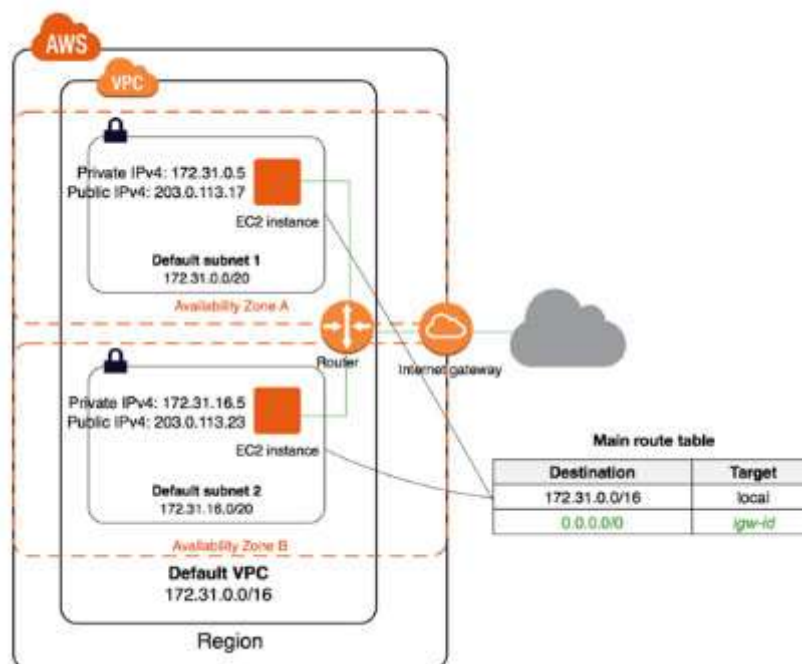 AWS
VPC
Private IPv4: 172.31.0.5
Public IPv4: 203.0.113.17
EC2 instance
Default subnet 1
172.31.0.0/20
Availability Zone A
Router
Internet gateway
Private IPv4: 172.31.16.5
Public IPv4: 203.0.113.23
EC2 instance
Default subnet 2
172.31.16.0/20
Availability Zone B
Default VPC
172.31.0.0/16
Region
Main route table
Destination Target
172.31.0.0/16 local
0.0.0.0/0 igw-id